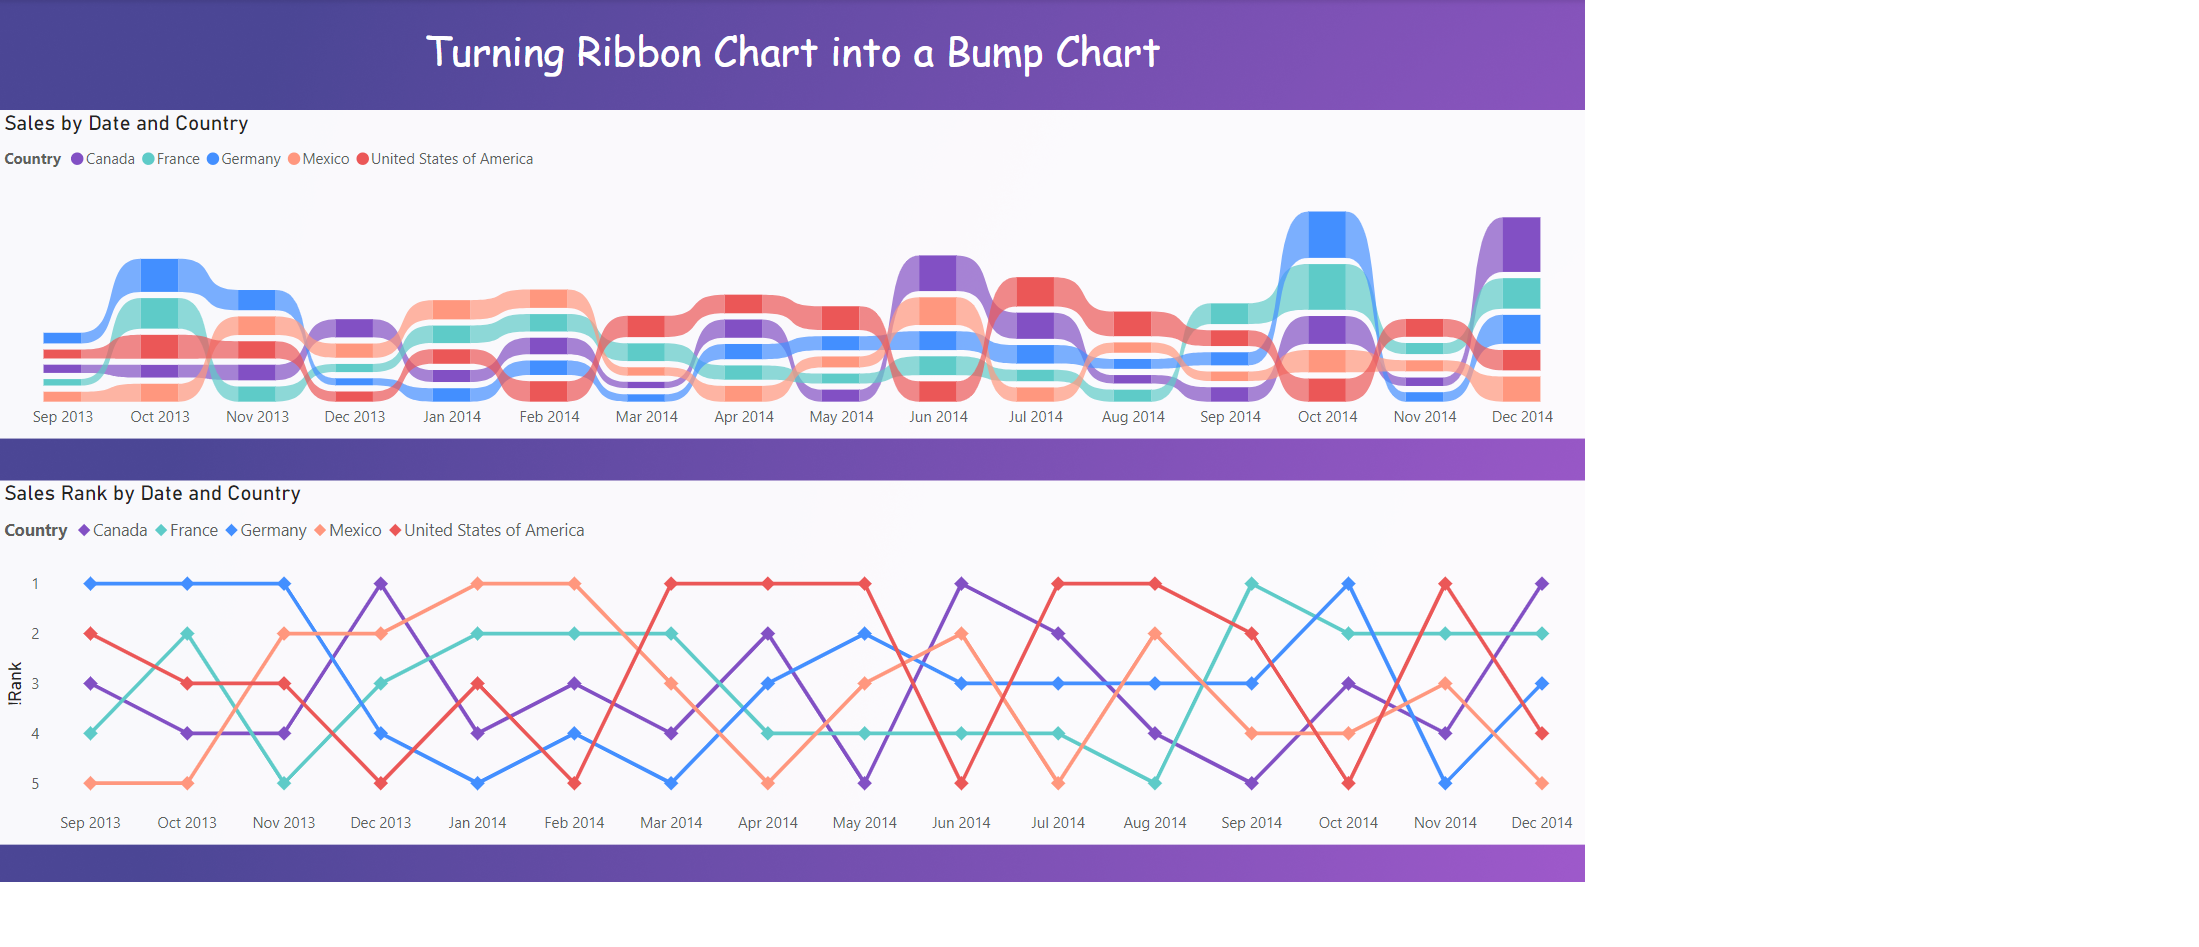 Turning Ribbon Chart into a Bump Chart
Sales by Date and Country
Country Canada France Germany Mexico United States of America
Sep 2013 Oct 2013 Nov 2013 Dec 2013 Jan 2014 Feb 2014 Mar 2014 Apr 2014 May 2014 Jun 2014 Jul 2014 Aug 2014 Sep 2014 Oct 2014 Nov 2014 Dec 2014
Sales Rank by Date and Country
Country Canada France Germany Mexico United States of America
1
2
3
4
5
!Rank
Sep 2013 Oct 2013 Nov 2013 Dec 2013 Jan 2014 Feb 2014 Mar 2014 Apr 2014 May 2014 Jun 2014 Jul 2014 Aug 2014 Sep 2014 Oct 2014 Nov 2014 Dec 2014